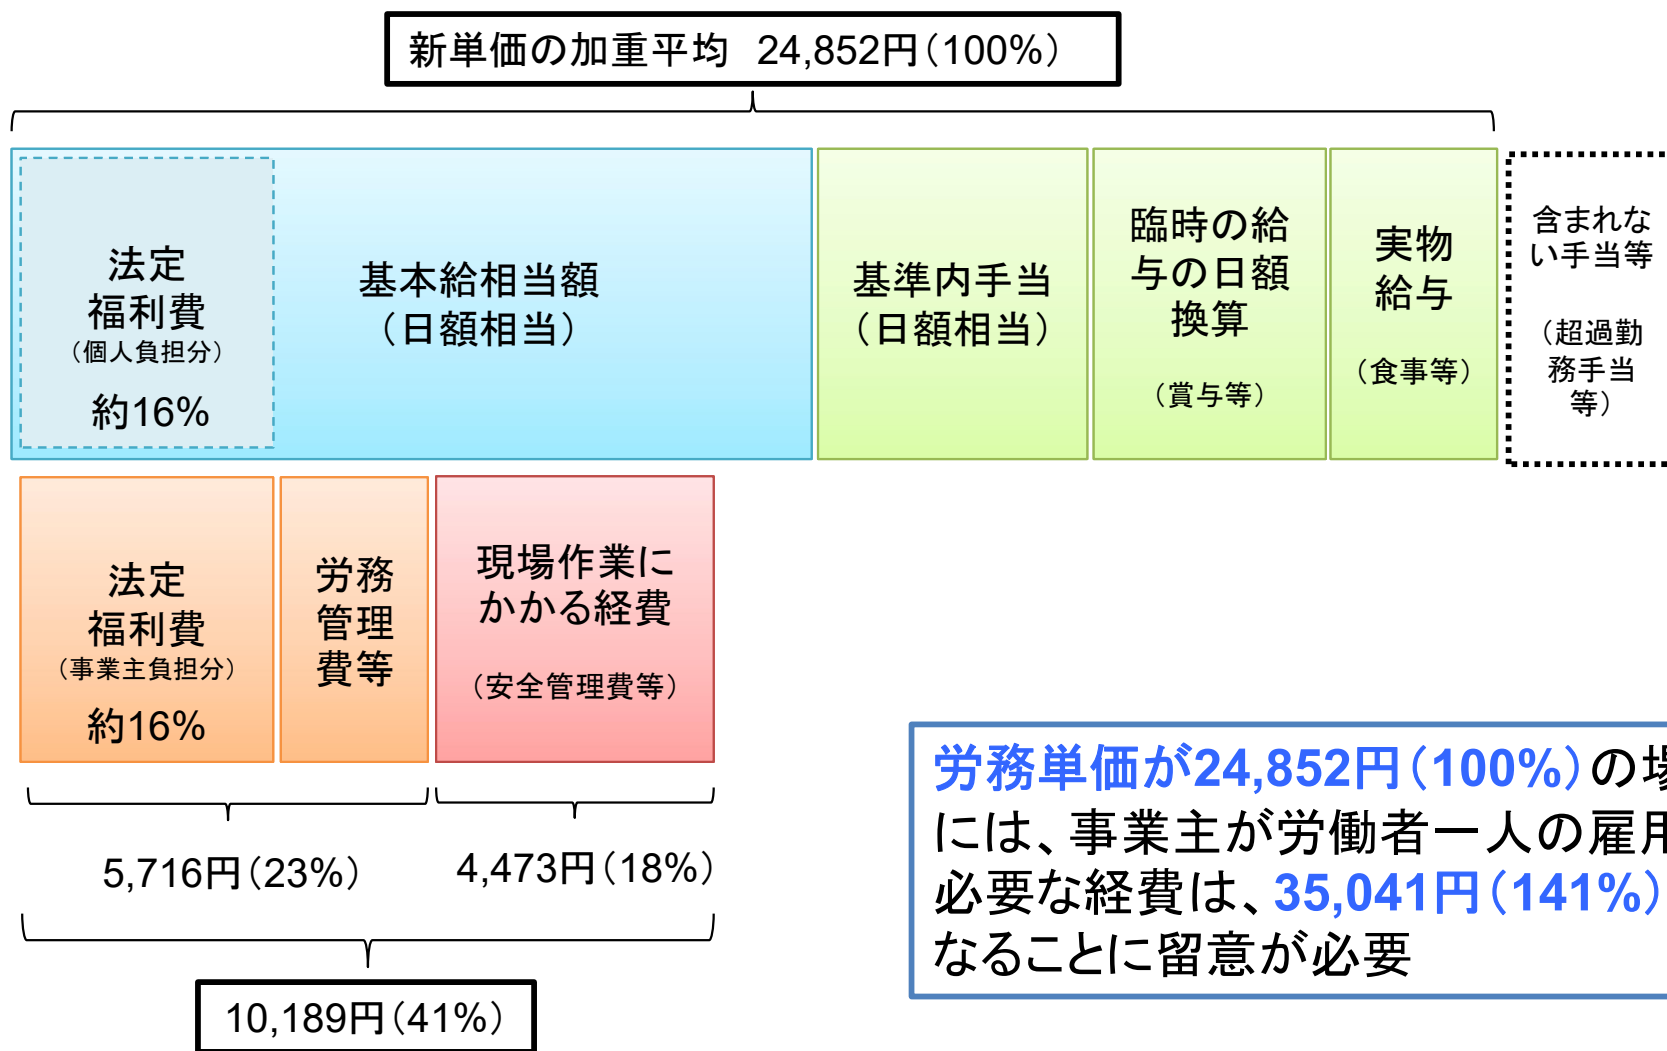 新単価の加重平均 24,852円（100%）
法定
福利費
（個人負担分）
約16%
基本給相当額
（日額相当）
基準内手当
（日額相当）
臨時の給
与の日額
換算
（賞与等）
実物
給与
（食事等）
含まれな
い手当等
（超過勤
務手当
等）
法定
福利費
（事業主負担分）
約16%
労務
管理
費等
現場作業に
かかる経費
（安全管理費等）
5,716円（23%）
4,473円（18%）
10,189円（41%）
労務単価が24,852円（100%）の場
には、事業主が労働者一人の雇用
必要な経費は、35,041円（141%）
なることに留意が必要